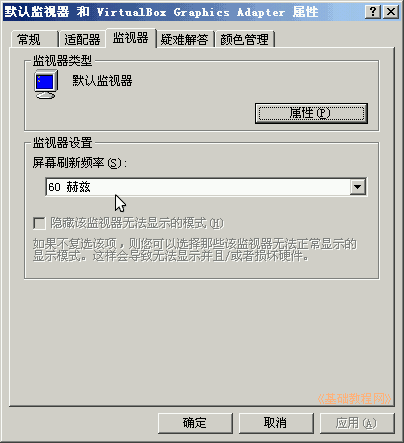 默认监视器 和 VirtualBox Graphics Adapter 属性
常规 适配器 监视器 疑难解答 颜色管理
监视器类型
默认监视器
属性(P)
监视器设置
屏幕刷新频率(S):
60 赫兹
隐藏该监视器无法显示的模式(H)
如果不复选该项，则您可以选择那些该监视器无法正常显示的
显示模式。这样会导致无法显示并且/或者损坏硬件。
《基础教程网》
确定 取消 应用(A)